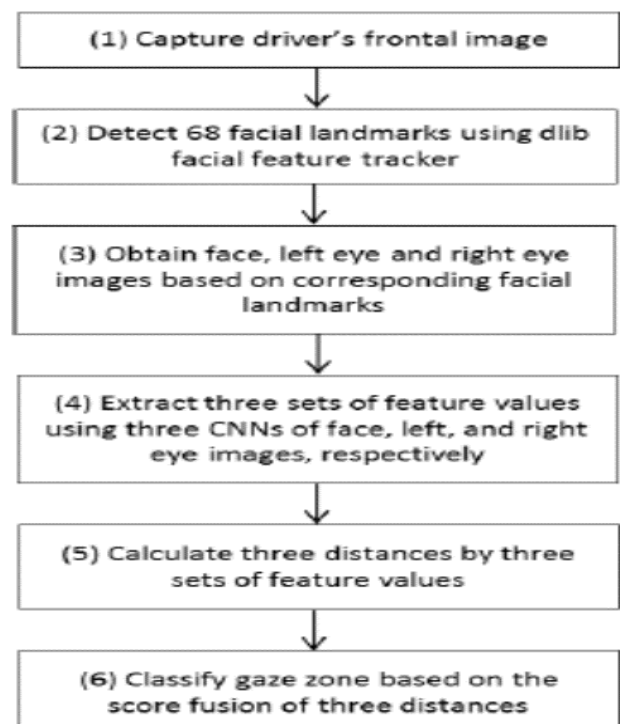 (1) Capture driver's frontal image
(2) Detect 68 facial landmarks using dlib
facial feature tracker
(3) Obtain face, left eye and right eye
images based on corresponding facial
landmarks
(4) Extract three sets of feature values
using three CNNs of face, left, and right
eye images, respectively
(5) Calculate three distances by three
sets of feature values
(6) Classify gaze zone based on the
score fusion of three distances